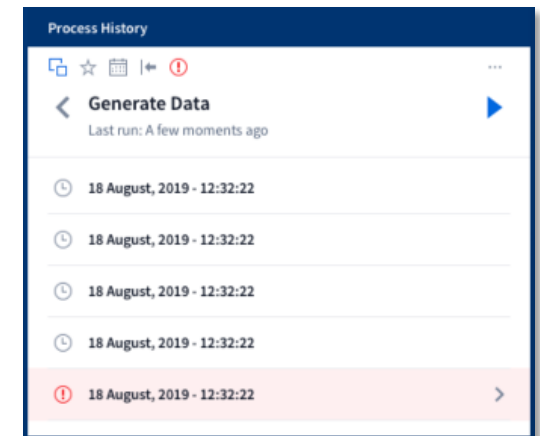 Process History
Generate Data
Last run: A few moments ago
18 August, 2019 - 12:32:22
18 August, 2019 - 12:32:22
18 August, 2019 - 12:32:22
18 August, 2019 - 12:32:22
18 August, 2019 - 12:32:22